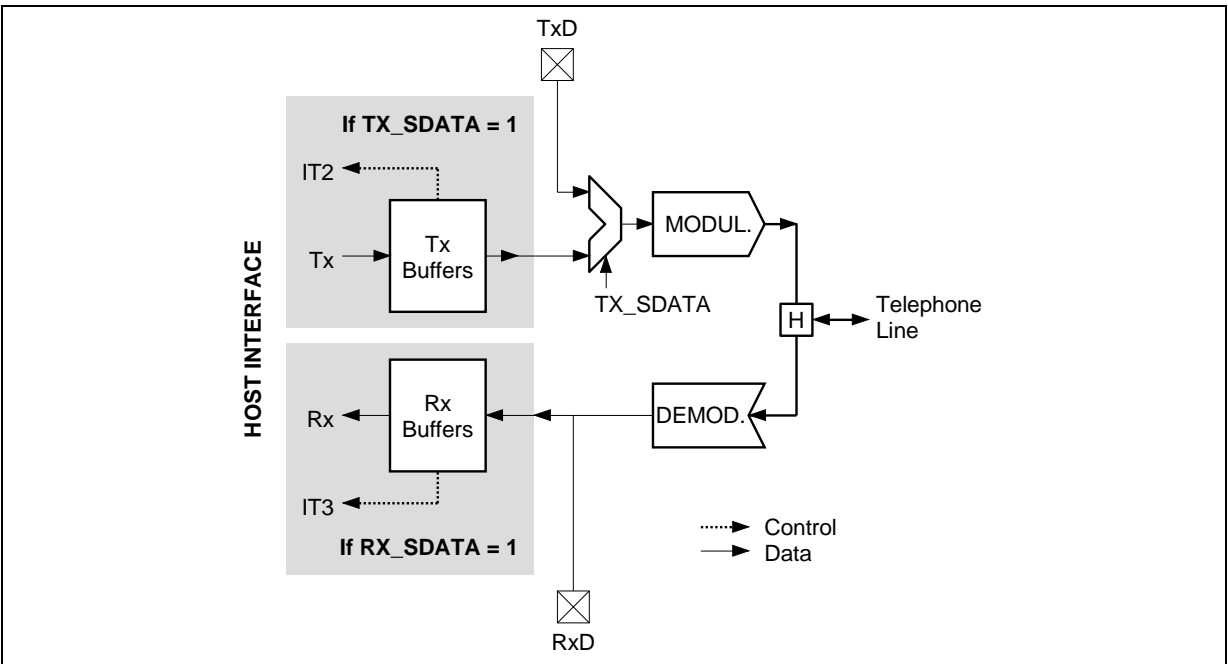 TxD
If TX_SDATA = 1
IT2
Tx
Tx
Buffers
MODUL.
TX_SDATA
H
Telephone
Line
HOST INTERFACE
Rx
Rx
Buffers
DEMOD.
IT3
If RX_SDATA = 1
Control
Data
RxD